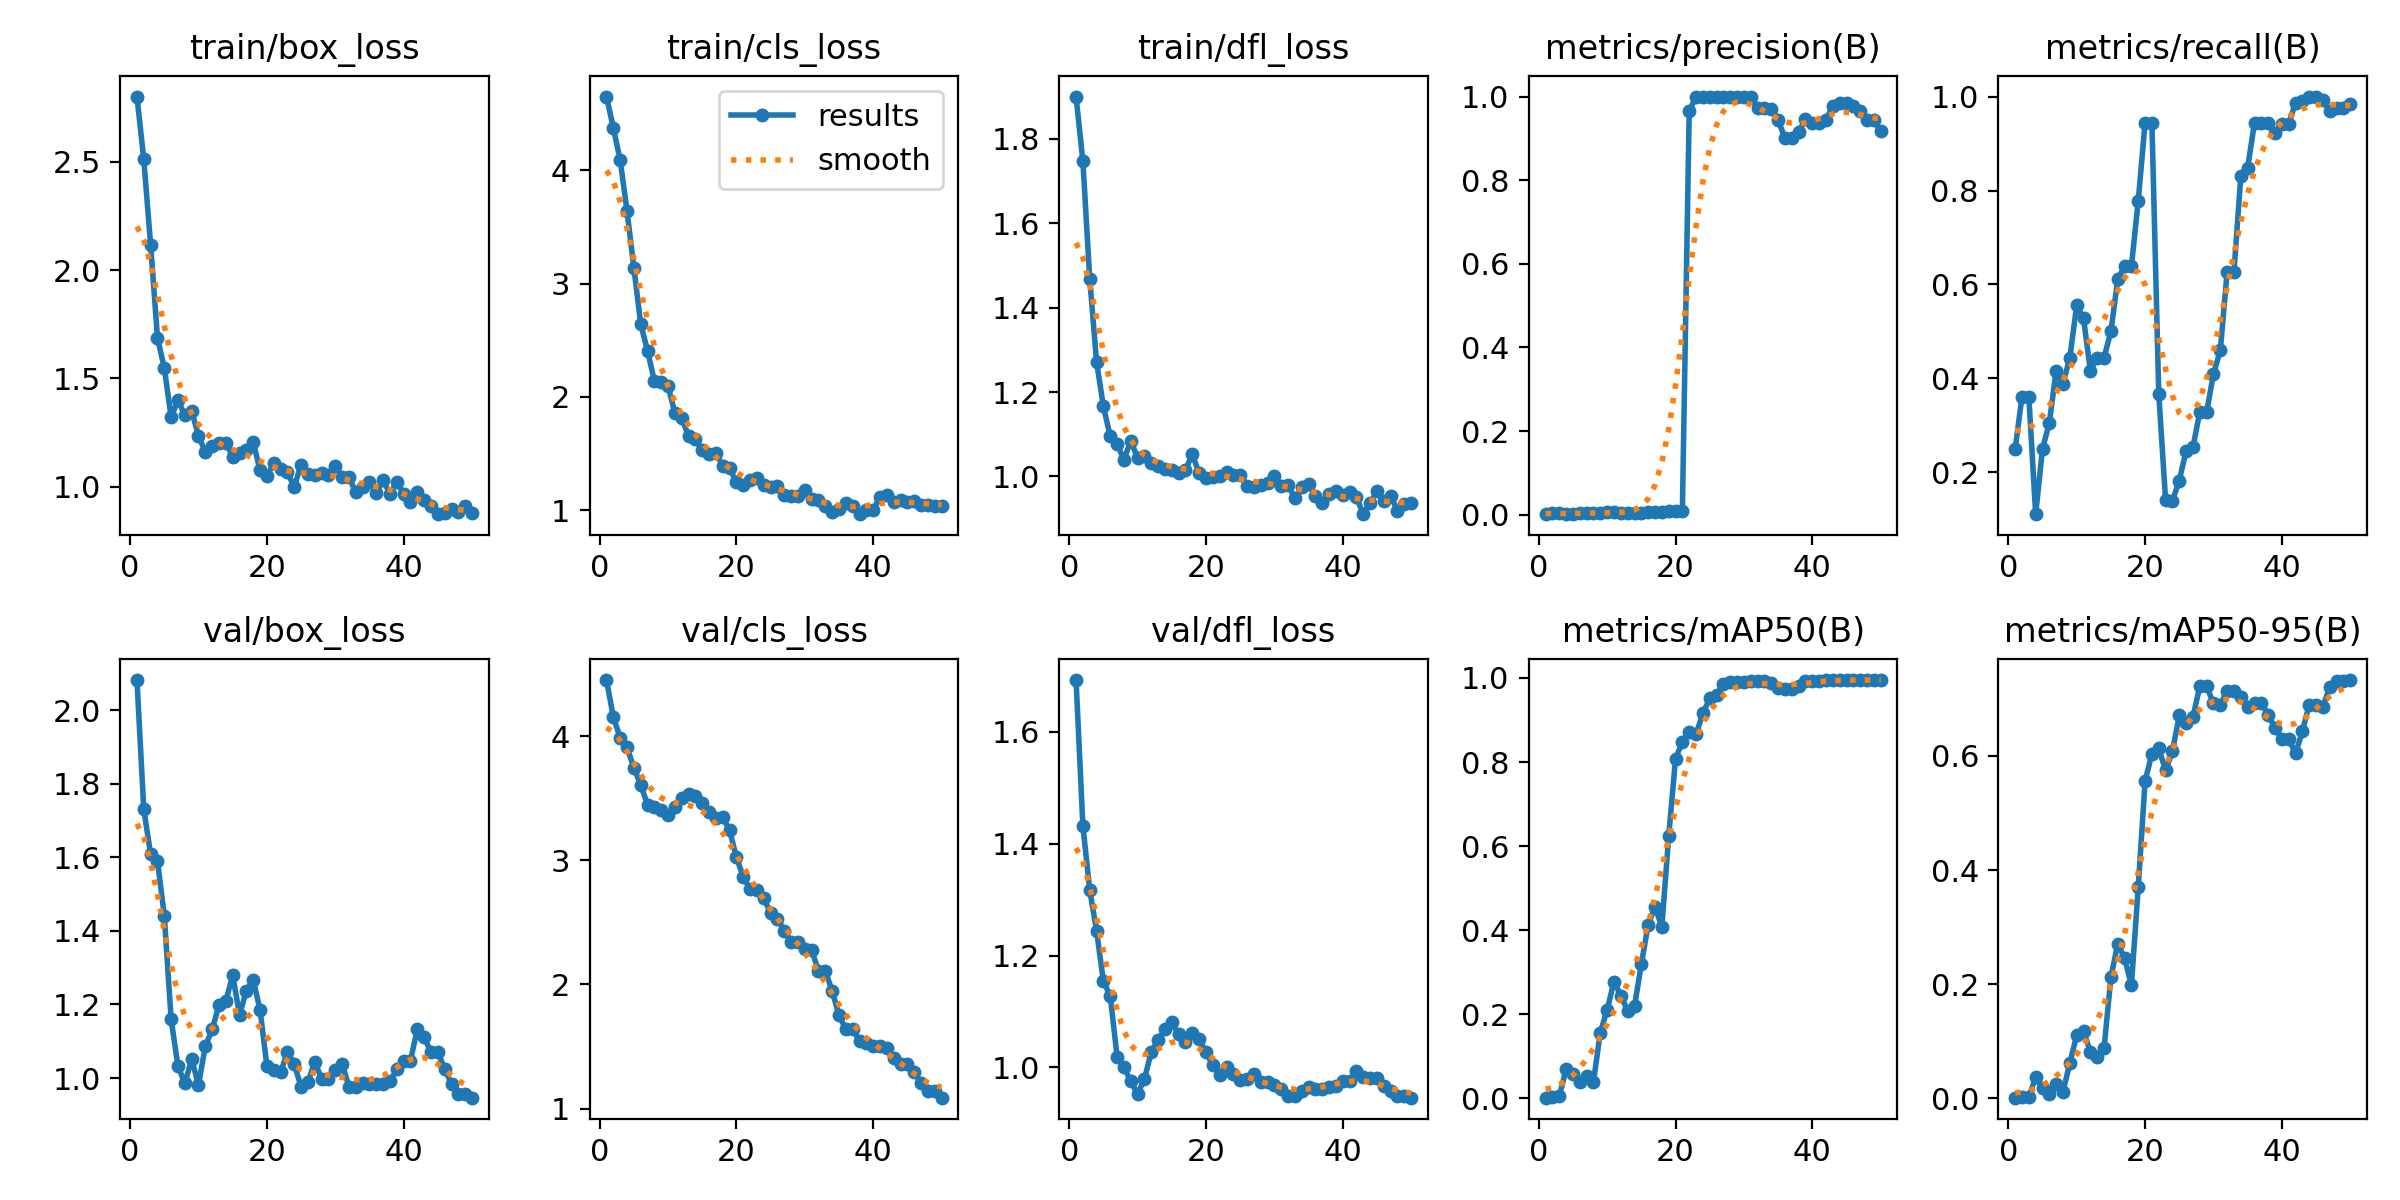 train/box_loss
train/cls_loss
train/dfl_loss
metrics/precision(B)
metrics/recall(B)
results
smooth
2.5
2.0
1.5
1.0
0 20 40
4
3
2
1
0 20 40
1.8
1.6
1.4
1.2
1.0
0 20 40
1.0
0.8
0.6
0.4
0.2
0.0
0 20 40
1.0
0.8
0.6
0.4
0.2
0 20 40
val/box_loss
val/cls_loss
val/dfl_loss
metrics/mAP50(B)
metrics/mAP50-95(B)
2.0
1.8
1.6
1.4
1.2
1.0
0 20 40
4
3
2
1
0 20 40
1.6
1.4
1.2
1.0
0 20 40
1.0
0.8
0.6
0.4
0.2
0.0
0 20 40
0.6
0.4
0.2
0.0
0 20 40